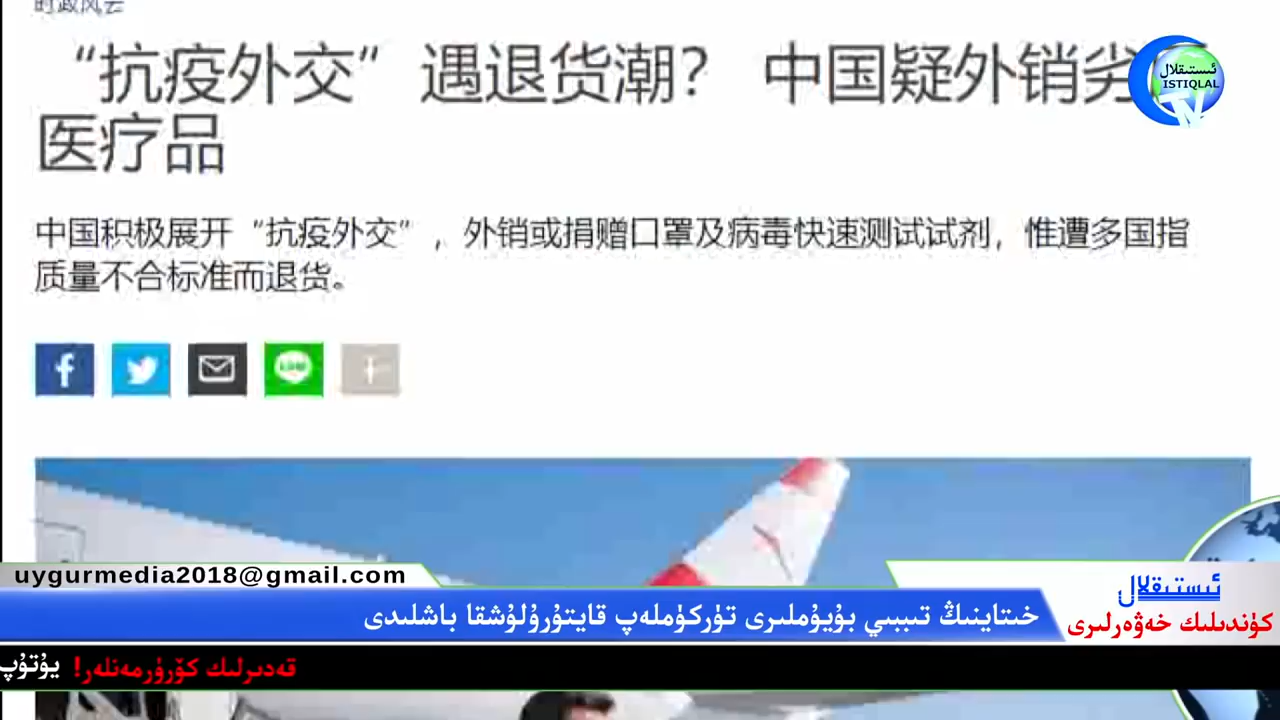 时政风云
“抗疫外交”遇退货潮? 中国疑外销劣
医疗品
中国积极展开“抗疫外交”，外销或捐赠口罩及病毒快速测试试剂，惟遭多国指
质量不合标准而退货。
ئىستىقلال
ISTIQLAL
LINE
uygurmedia2018@gmail.com
خىتاينىڭ تىببىي بۇيۇملىرى تۈركۈملەپ قايتۇرۇلۇشقا باشلىدى
ئىستىقلال
كۈندىلىك خەۋەرلىرى
قەدىرلىك كۆرۈرمەنلەر! يۇتۇپ